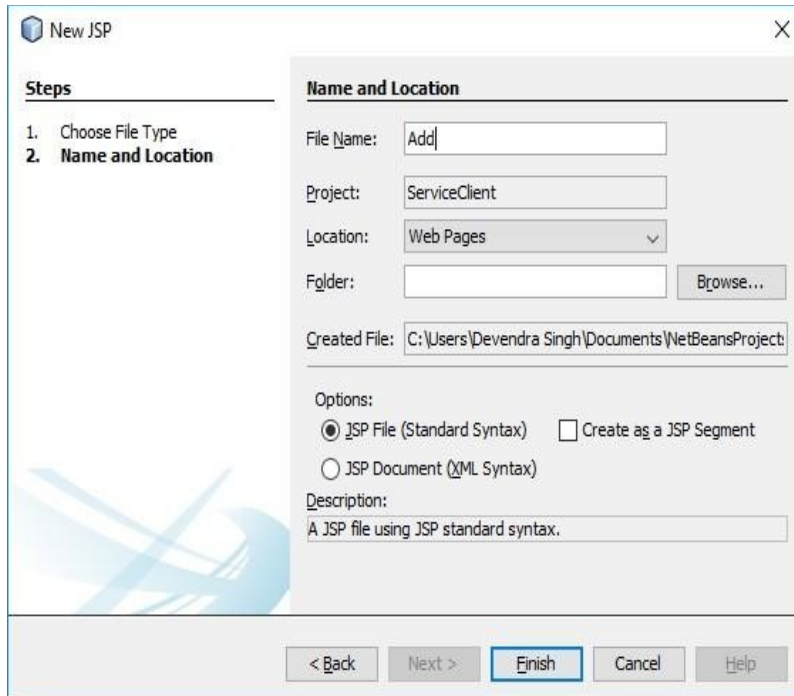 New JSP
Steps
1. Choose File Type
2. Name and Location
Name and Location
File Name: Add
Project: ServiceClient
Location: Web Pages
Folder: Browse...
Created File: C:\Users\Devendra Singh\Documents\NetBeansProject
Options:
JSP File (Standard Syntax) Create as a JSP Segment
JSP Document (XML Syntax)
Description:
A JSP file using JSP standard syntax.
< Back Next > Finish Cancel Help